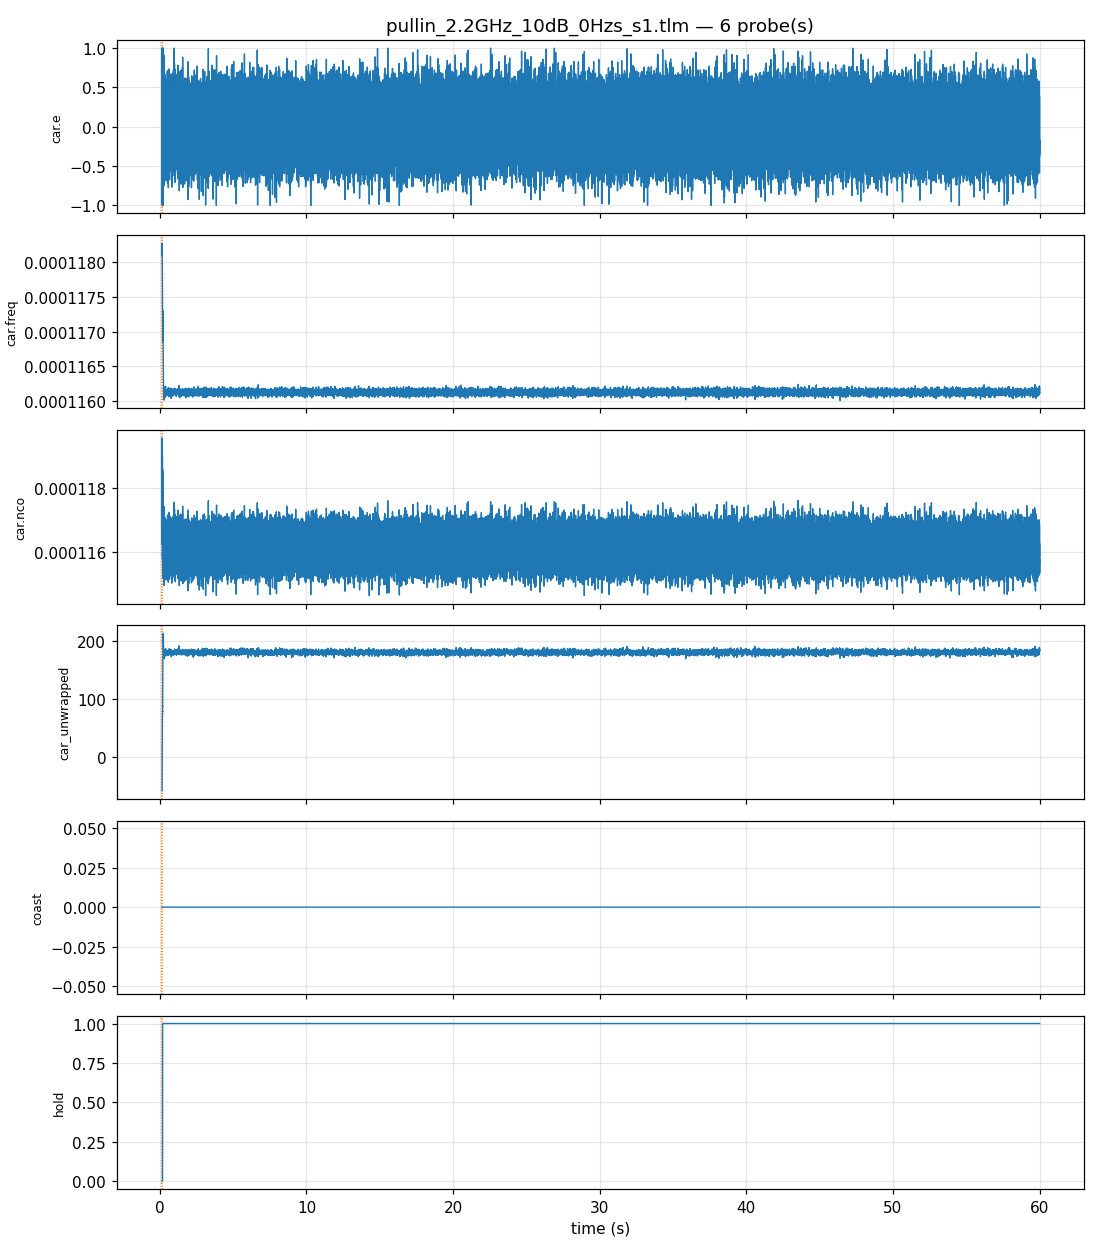 pullin_2.2GHz_10dB_0Hzs_s1.tlm — 6 probe(s)
1.0
0.5
0.0
−0.5
−1.0
car.e
0.0001180
0.0001175
0.0001170
0.0001165
0.0001160
car.freq
0.000118
0.000116
car.nco
200
100
0
car_unwrapped
0.050
0.025
0.000
−0.025
−0.050
coast
1.00
0.75
0.50
0.25
0.00
hold
0 10 20 30 40 50 60
time (s)